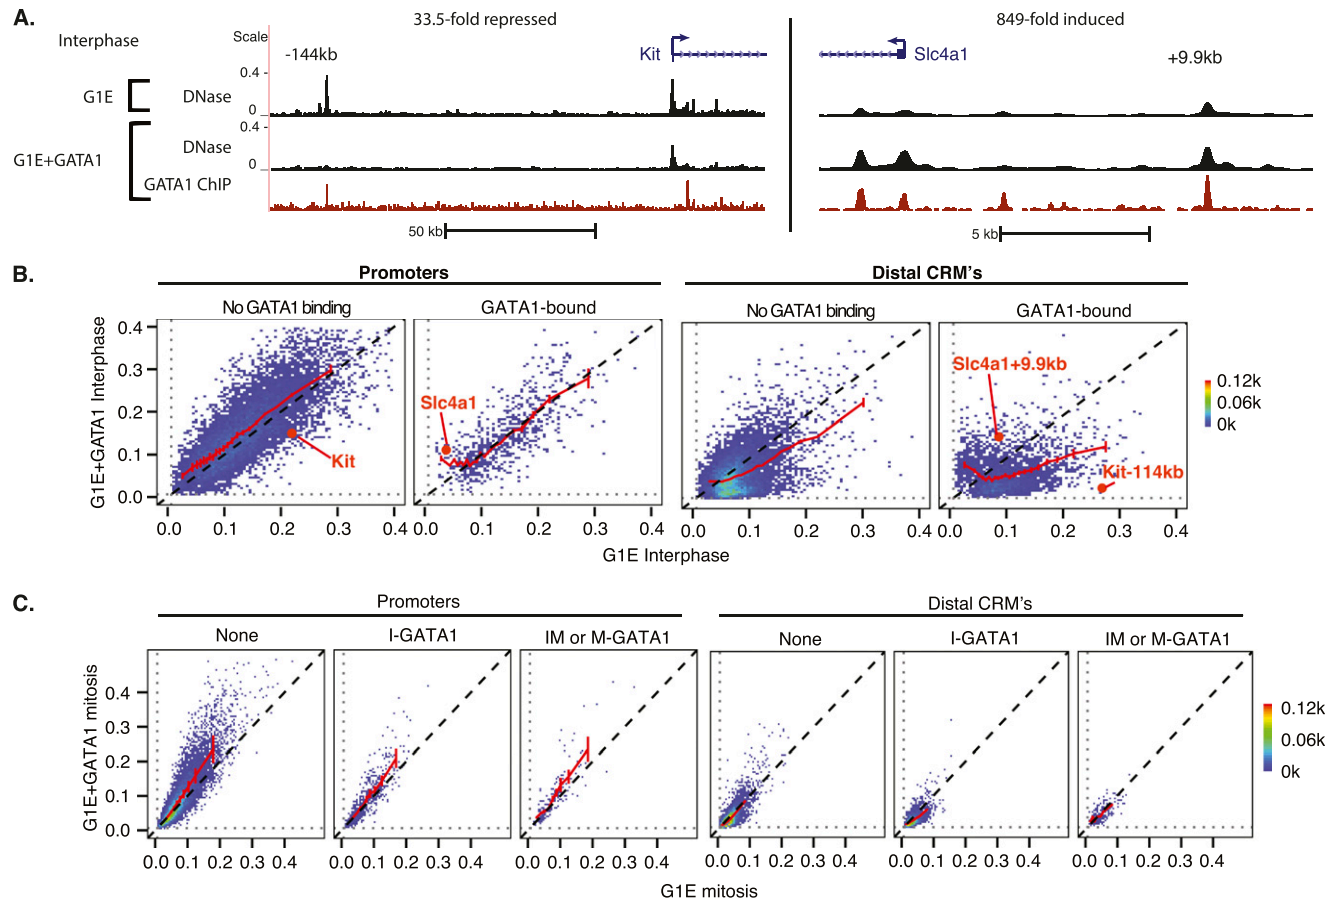 A.
33.5-fold repressed
849-fold induced
Interphase
Scale
-144kb
Kit
Slc4a1
+9.9kb
0.4
G1E
DNase
0
0.4
G1E+GATA1
DNase
0
GATA1 ChIP
50 kb
5 kb
B.
Promoters
Distal CRM's
No GATA1 binding
GATA1-bound
No GATA1 binding
GATA1-bound
G1E+GATA1 Interphase
0.4
0.3
0.2
0.1
0.0
Kit
Slc4a1
Slc4a1+9.9kb
Kit-114kb
0.12k
0.06k
0k
0.0 0.1 0.2 0.3 0.4
0.0 0.1 0.2 0.3 0.4
0.0 0.1 0.2 0.3 0.4
0.0 0.1 0.2 0.3 0.4
G1E Interphase
C.
Promoters
Distal CRM's
None
I-GATA1
IM or M-GATA1
None
I-GATA1
IM or M-GATA1
G1E+GATA1 mitosis
0.4
0.3
0.2
0.1
0.0
0.12k
0.06k
0k
0.0 0.1 0.2 0.3 0.4
0.0 0.1 0.2 0.3 0.4
0.0 0.1 0.2 0.3 0.4
0.0 0.1 0.2 0.3 0.4
0.0 0.1 0.2 0.3 0.4
0.0 0.1 0.2 0.3 0.4
G1E mitosis